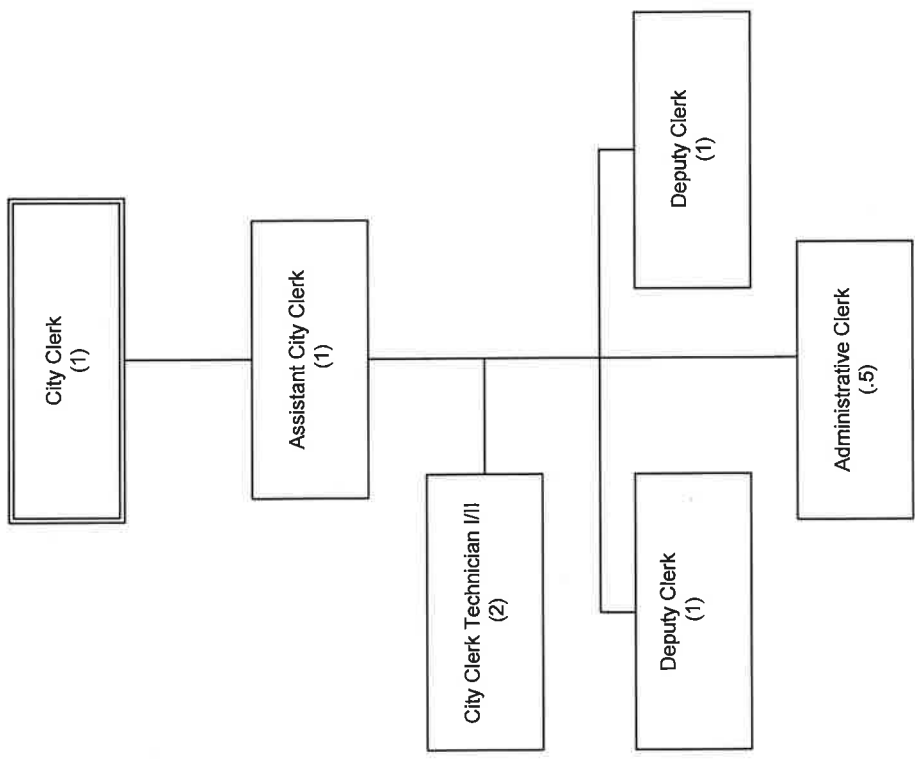 City Clerk
(1)
Assistant City Clerk
(1)
City Clerk Technician I/II
(2)
Deputy Clerk
(1)
Deputy Clerk
(1)
Administrative Clerk
(.5)